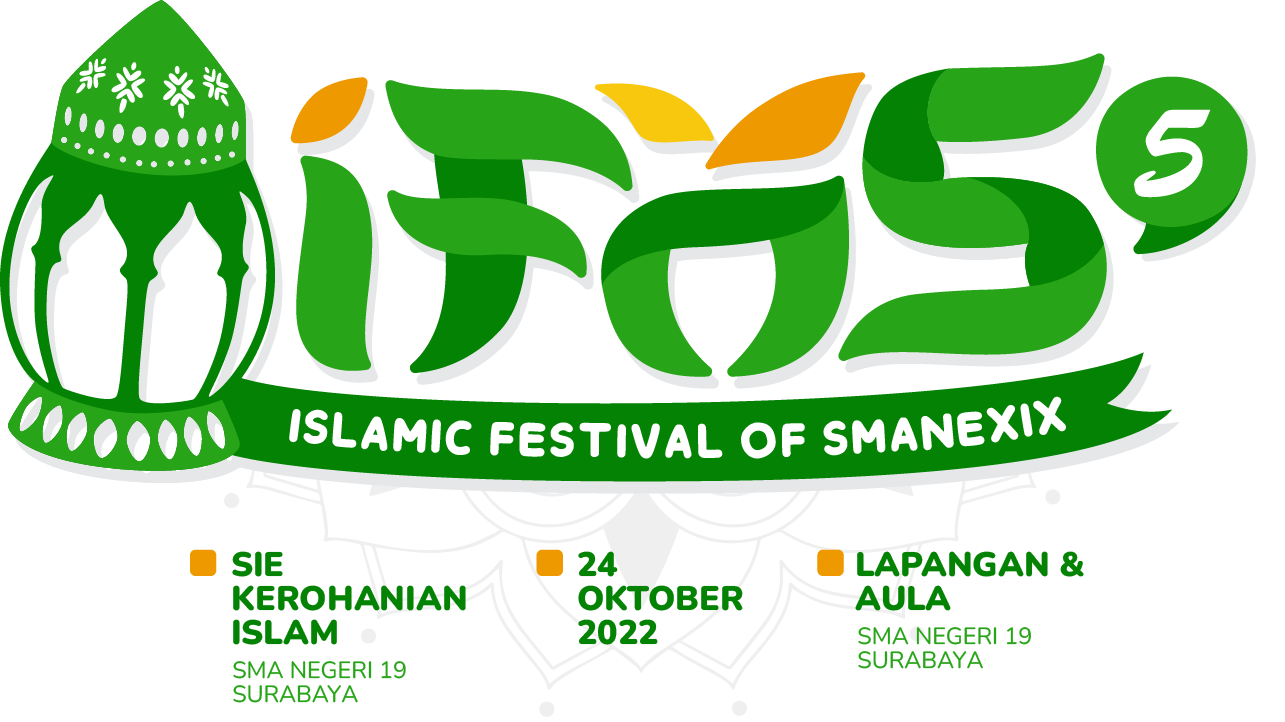 iFOS 5
ISLAMIC FESTIVAL OF SMANEXIX
SIE
KEROHANIAN
ISLAM
SMA NEGERI 19
SURABAYA
24
OKTOBER
2022
LAPANGAN &
AULA
SMA NEGERI 19
SURABAYA